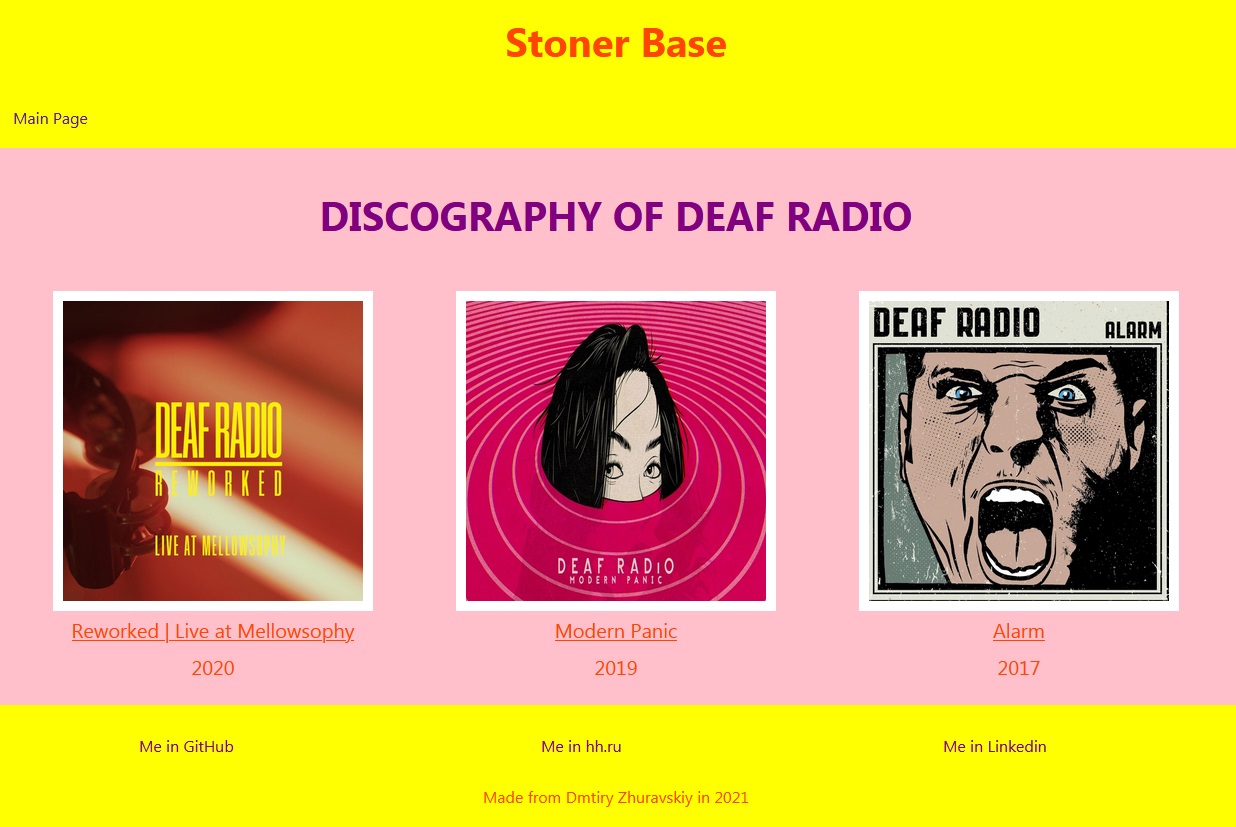 Stoner Base
Main Page
DISCOGRAPHY OF DEAF RADIO
DEAF RADIO
REWORKED
LIVE AT MELLOWSOPHY
DEAF RADIO
MODERN PANIC
DEAF RADIO ALARM
Reworked | Live at Mellowsophy
Modern Panic
Alarm
2020
2019
2017
Me in GitHub
Me in hh.ru
Me in Linkedin
Made from Dmtiry Zhuravskiy in 2021